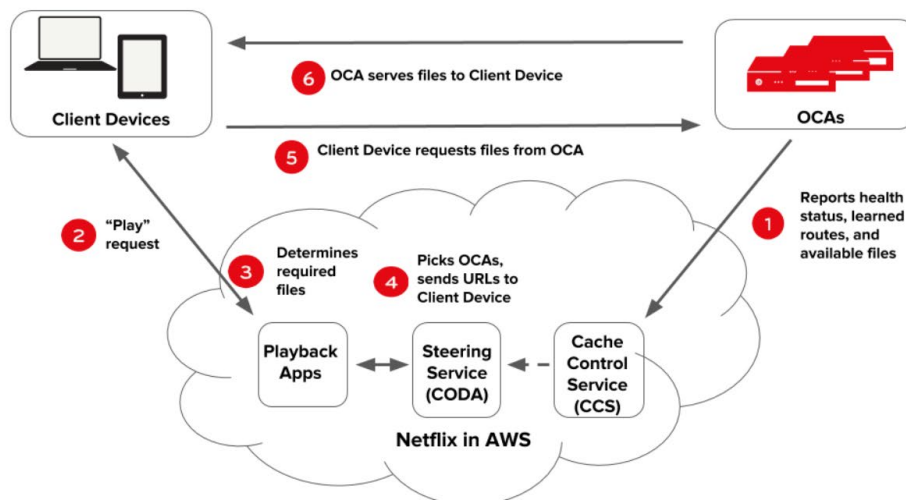 6
OCA serves files to Client Device
Client Devices
OCAs
5
Client Device requests files from OCA
1
Reports health
status, learned
routes, and
available files
2
“Play”
request
3
Determines
required
files
4
Picks OCAs,
sends URLs to
Client Device
Playback
Apps
Steering
Service
(CODA)
Cache
Control
Service
(CCS)
Netflix in AWS